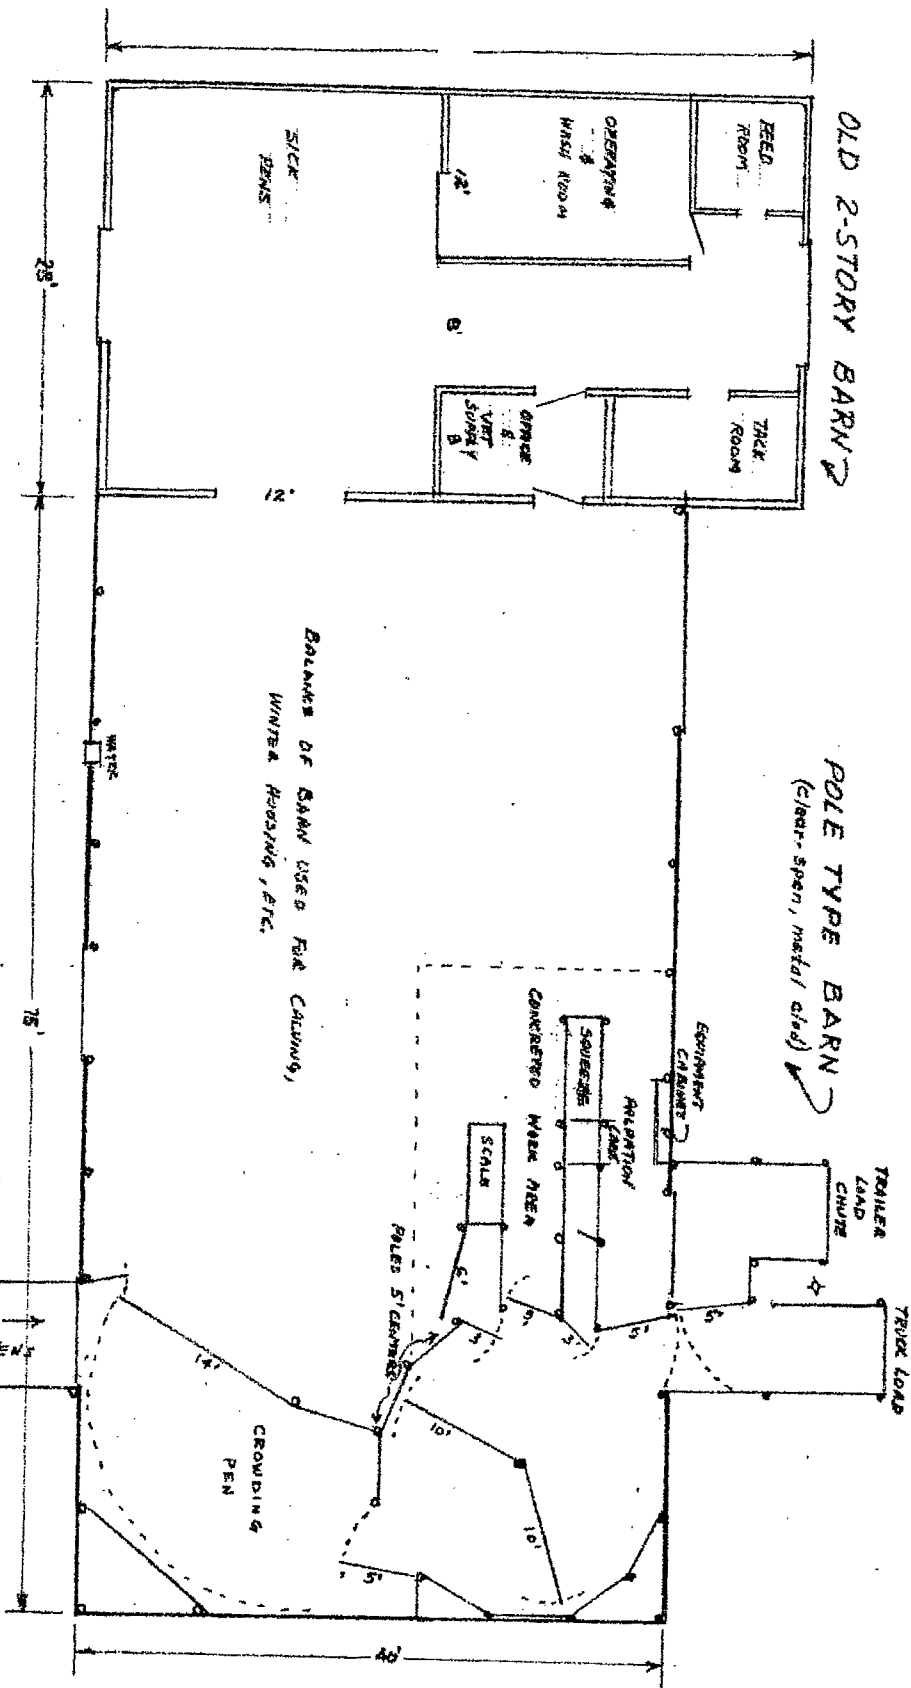 OLD 2-STORY BARN
POLE TYPE BARN
(clear-span, metal clad)
FEED
ROOM
OPERATING
&
WASH ROOM
SICK
PENS
12'
8'
TACK
ROOM
OFFICE
&
VET
SUPPLY
8
12'
28'
75'
40'
WATER
BALANCE OF BARN USED FOR CALVING,
WINTER HOUSING, ETC.
CONCRETED WORK AREA
SQUEEZE
SCALE
PALPATION
CAGE
EQUIPMENT
CABINET
TRAILER
LOAD
CHUTE
TRUCK LOAD
6'
3'
5'
3'
5'
5'
POLES 5' CENTERS
14'
10'
10'
5'
CROWDING
PEN